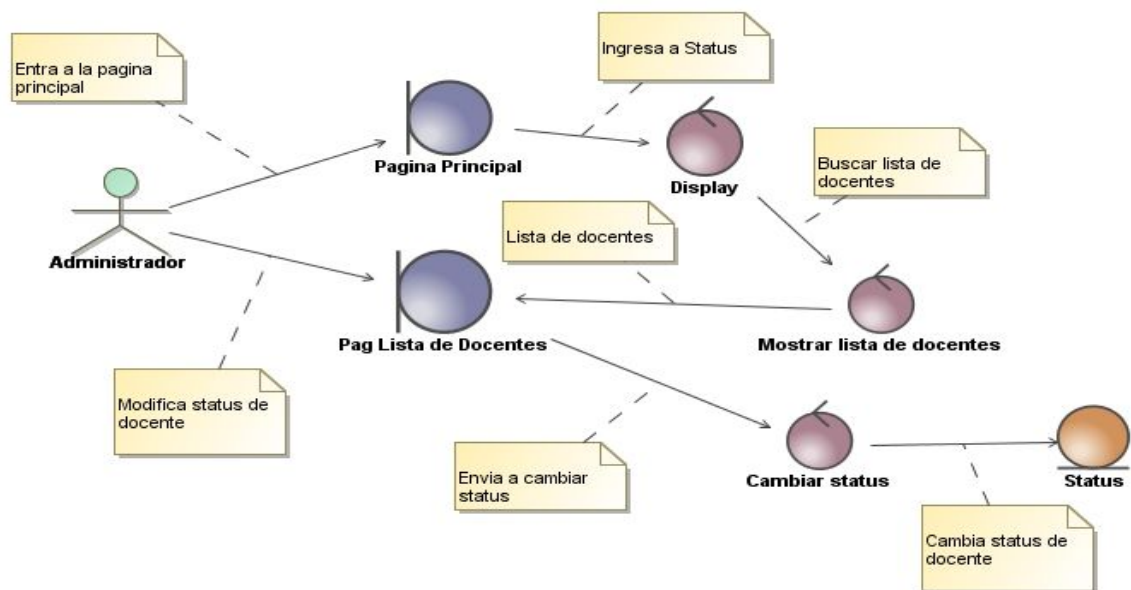 Entra a la pagina
principal
Ingresa a Status
Pagina Principal
Display
Buscar lista de
docentes
Lista de docentes
Administrador
Pag Lista de Docentes
Mostrar lista de docentes
Modifica status de
docente
Envia a cambiar
status
Cambiar status
Status
Cambia status de
docente